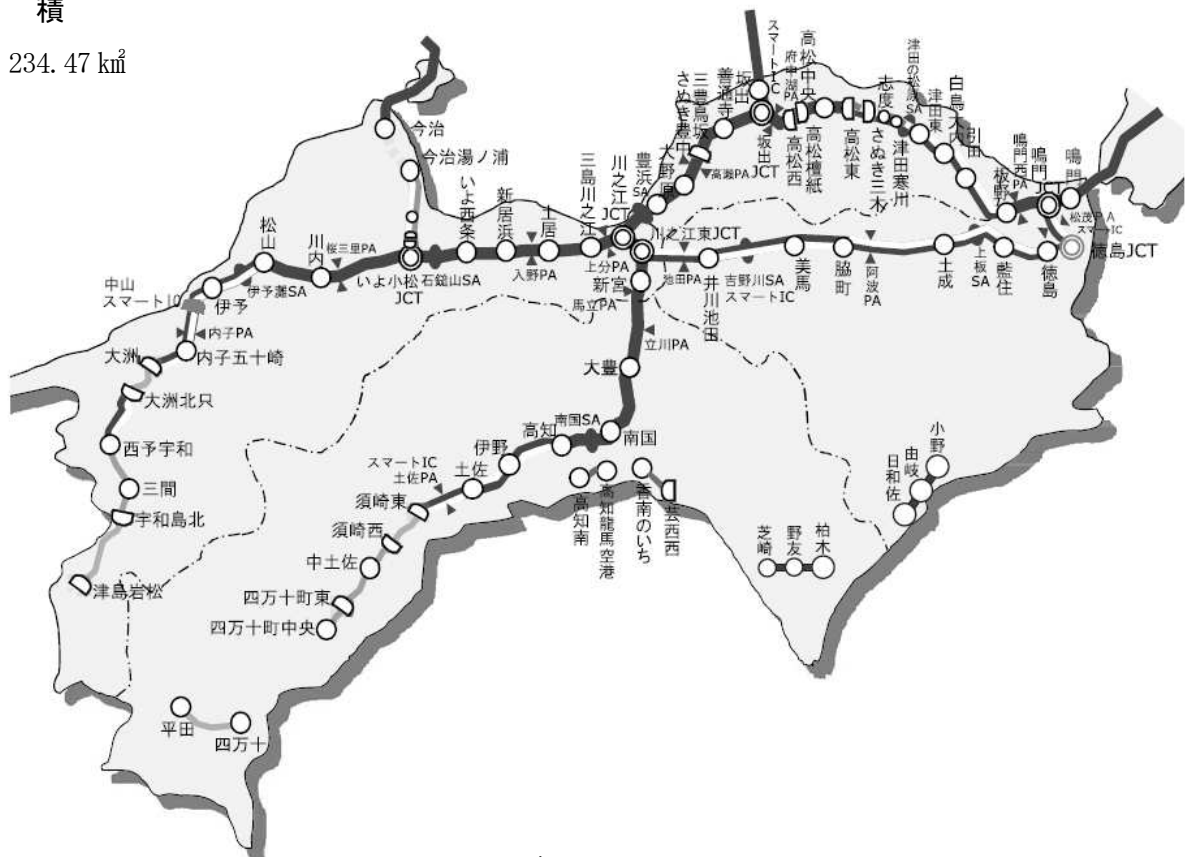 積
234.47 k㎡
スマートIC
府中湖PA
高松中央
津田の松原SA
津田東
白鳥大内
引田
志度
坂出
善通寺
三豊鳥坂
さぬき豊中
大野原
高瀬PA
坂出JCT
高松西
高松檀紙
高松東
さぬき三木
津田寒川
鳴門西PA
鳴門JCT
鳴門
板野
松茂PA
スマートIC
徳島JCT
今治
今治湯ノ浦
いよ西条
新居浜
土居
三島川之江
川之江JCT
豊浜SA
川之江東JCT
松山
川内
桜三里PA
いよ小松JCT
石鎚山SA
入野PA
上分PA
新宮
馬立PA
池田PA
井川池田
吉野川SA
スマートIC
美馬
脇町
阿波PA
土成
上板SA
藍住
徳島
中山
スマートIC
伊予
伊予灘SA
内子PA
内子五十崎
大洲
大洲北只
西予宇和
三間
宇和島北
津島岩松
立川PA
大豊
南国SA
南国
高知
伊野
スマートIC
土佐PA
土佐
須崎東
須崎西
中土佐
四万十町東
四万十町中央
高知南
高知龍馬空港
香南のいち
芸西西
小野
由岐
日和佐
芝崎
野友
柏木
平田
四万十